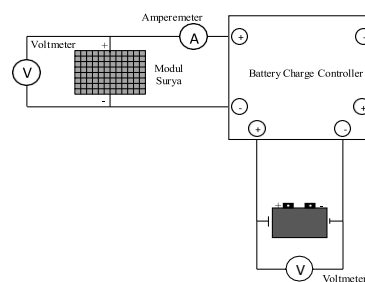 Amperemeter
Voltmeter
A
+
-
+
V
Modul
Surya
Battery Charge Controller
-
-
+
+
-
+
-
V
Voltmeter